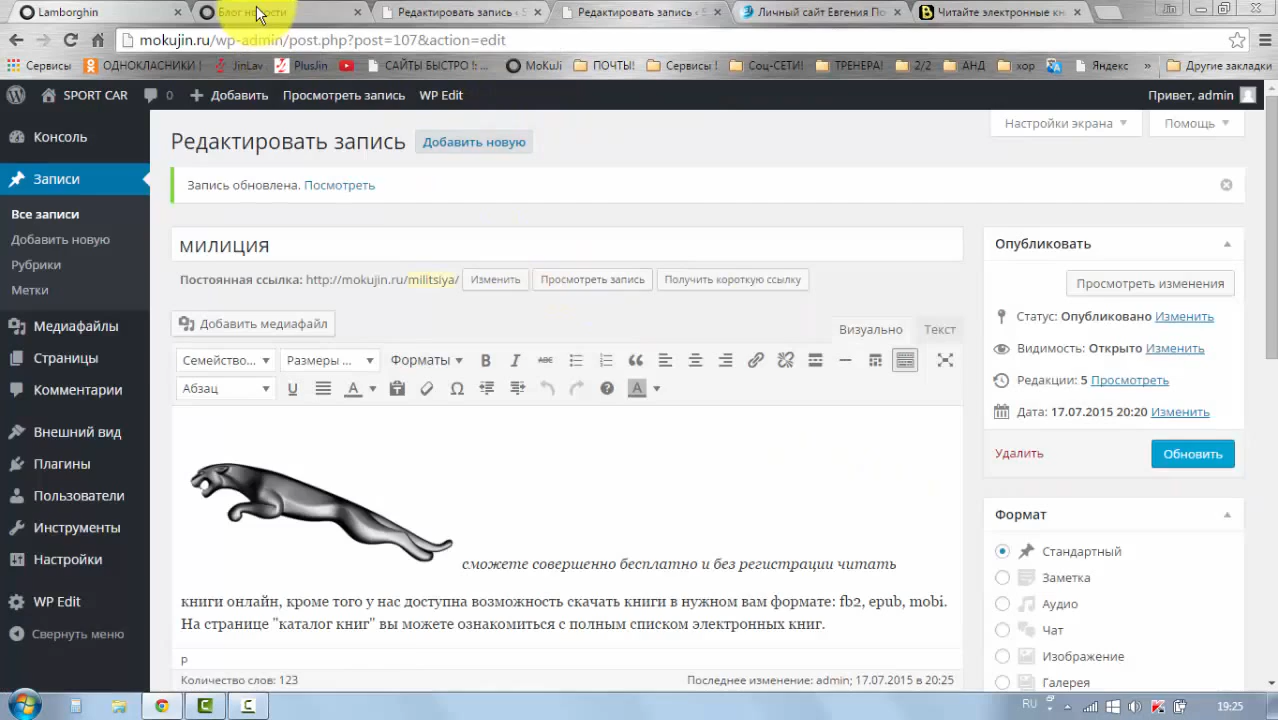 Lamborghin
Блог новости
Редактировать запись ‹ S
Редактировать запись ‹ S
Личный сайт Евгения По
Читайте электронные кн
Jin
mokujin.ru/wp-admin/post.php?post=107&action=edit
Сервисы
ОДНОКЛАСНИКИ !
JinLav
PlusJin
САЙТЫ БЫСТРО !: ...
MoKuJi
ПОЧТЫ!
Сервисы !
Соц-СЕТИ!
ТРЕНЕРА!
2/2
АНД
хор
Яндекс
»
Другие закладки
SPORT CAR
0
Добавить
Просмотреть запись
WP Edit
Привет, admin
Консоль
Записи
Все записи
Добавить новую
Рубрики
Метки
Медиафайлы
Страницы
Комментарии
Внешний вид
Плагины
Пользователи
Инструменты
Настройки
WP Edit
Свернуть меню
Настройки экрана
Помощь
Редактировать запись
Добавить новую
Запись обновлена. Посмотреть
МИЛИЦИЯ
Постоянная ссылка: http://mokujin.ru/militsiya/
Изменить
Просмотреть запись
Получить короткую ссылку
Добавить медиафайл
Визуально
Текст
Семейство...
Размеры ...
Форматы
B
I
ABC
Абзац
U
A
Ω
?
A
сможете совершенно бесплатно и без регистрации читать
книги онлайн, кроме того у нас доступна возможность скачать книги в нужном вам формате: fb2, epub, mobi.
На странице "каталог книг" вы можете ознакомиться с полным списком электронных книг.
p
Количество слов: 123
Последнее изменение: admin; 17.07.2015 в 20:25
Опубликовать
Просмотреть изменения
Статус: Опубликовано Изменить
Видимость: Открыто Изменить
Редакции: 5 Просмотреть
Дата: 17.07.2015 20:20 Изменить
Удалить
Обновить
Формат
Стандартный
Заметка
Аудио
Чат
Изображение
Галерея
RU
19:25